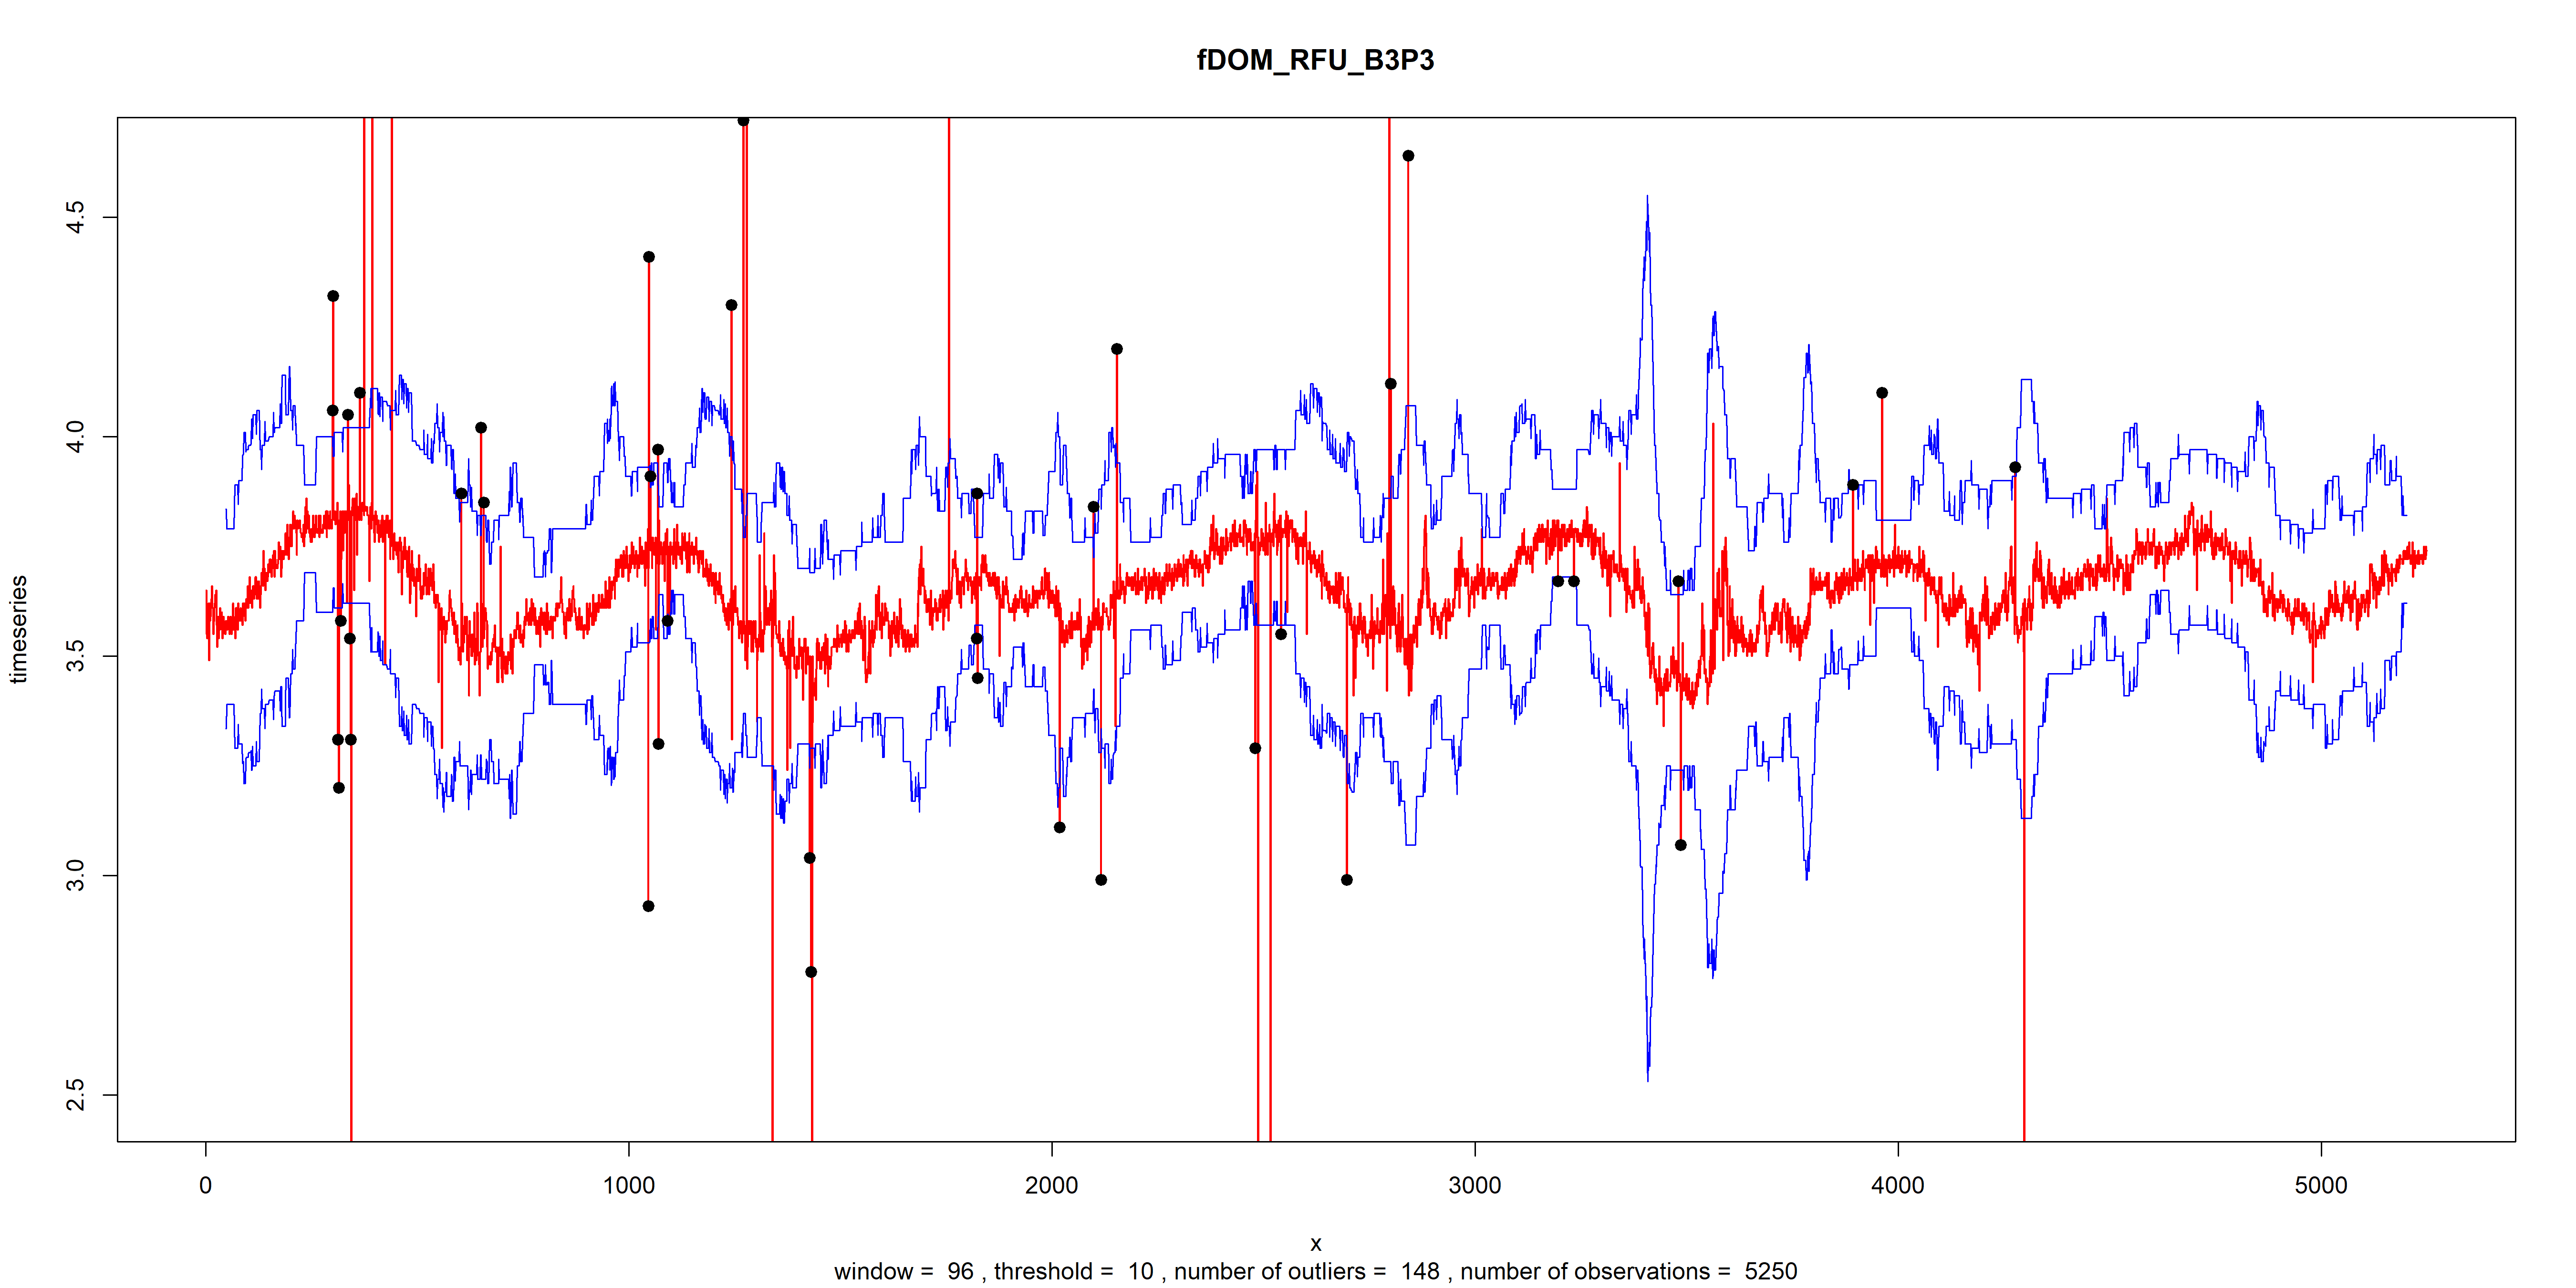 fDOM_RFU_B3P3
timeseries
4.5
4.0
3.5
3.0
2.5
0 1000 2000 3000 4000 5000
x
window = 96 , threshold = 10 , number of outliers = 148 , number of observations = 5250